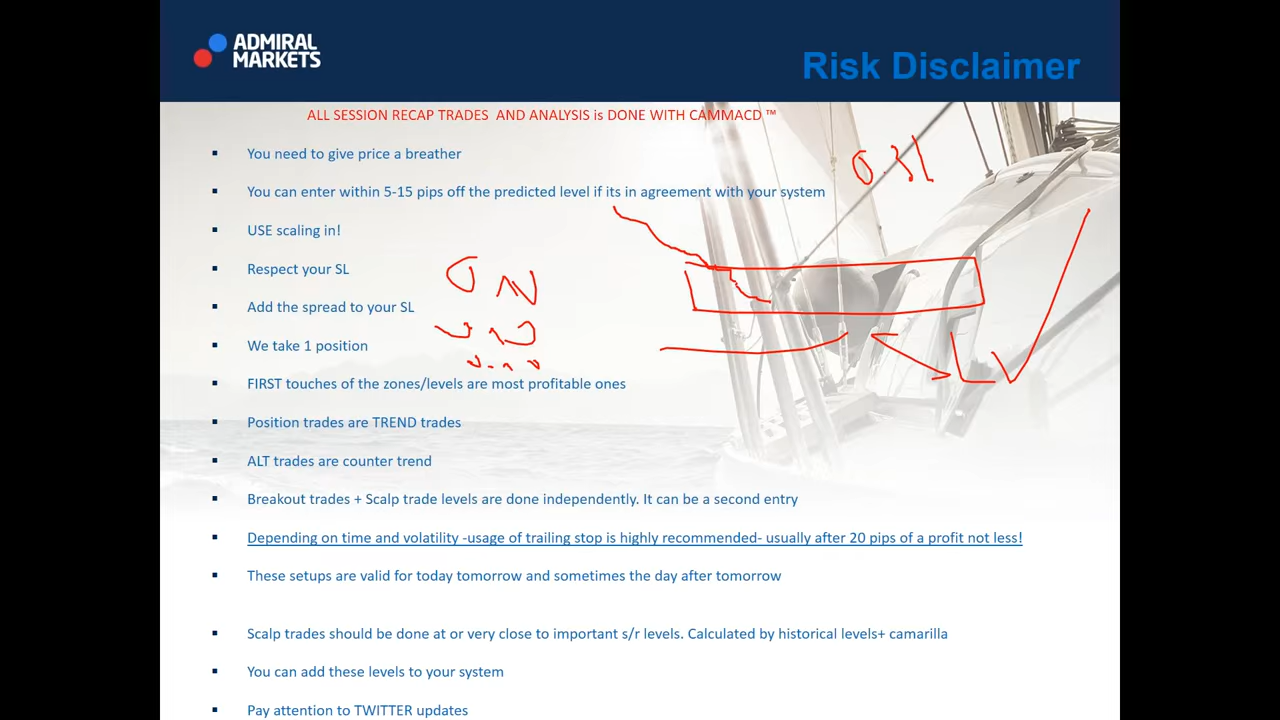 ADMIRAL
MARKETS
Risk Disclaimer
ALL SESSION RECAP TRADES AND ANALYSIS is DONE WITH CAMMACD ™
▪ You need to give price a breather
▪ You can enter within 5-15 pips off the predicted level if its in agreement with your system
▪ USE scaling in!
▪ Respect your SL
▪ Add the spread to your SL
▪ We take 1 position
▪ FIRST touches of the zones/levels are most profitable ones
▪ Position trades are TREND trades
▪ ALT trades are counter trend
▪ Breakout trades + Scalp trade levels are done independently. It can be a second entry
▪ Depending on time and volatility -usage of trailing stop is highly recommended- usually after 20 pips of a profit not less!
▪ These setups are valid for today tomorrow and sometimes the day after tomorrow
▪ Scalp trades should be done at or very close to important s/r levels. Calculated by historical levels+ camarilla
▪ You can add these levels to your system
▪ Pay attention to TWITTER updates